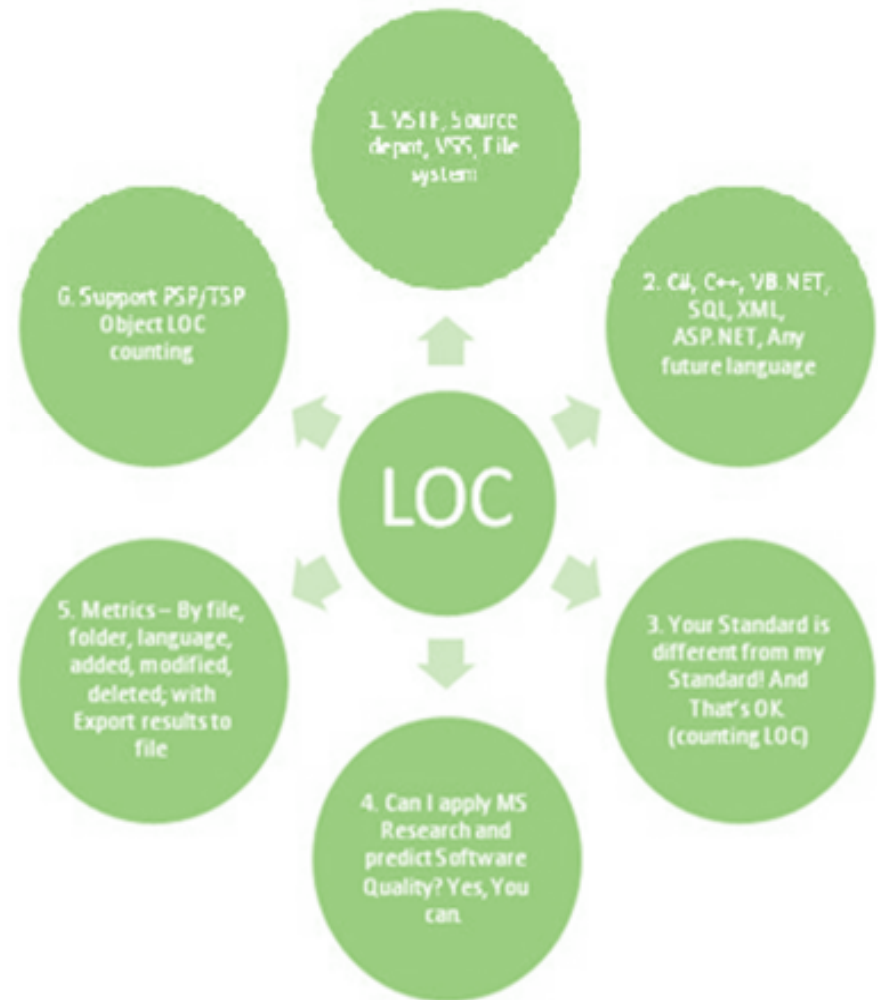 1. VSTF, Source
depot, VSS, File
system
2. C#, C++, VB.NET,
SQL, XML,
ASP.NET, Any
future language
3. Your Standard is
different from my
Standard! And
That's OK
(counting LOC)
4. Can I apply MS
Research and
predict Software
Quality? Yes, You
can.
5. Metrics – By file,
folder, language,
added, modified,
deleted; with
Export results to
file
6. Support PSP/TSP
Object LOC
counting
LOC